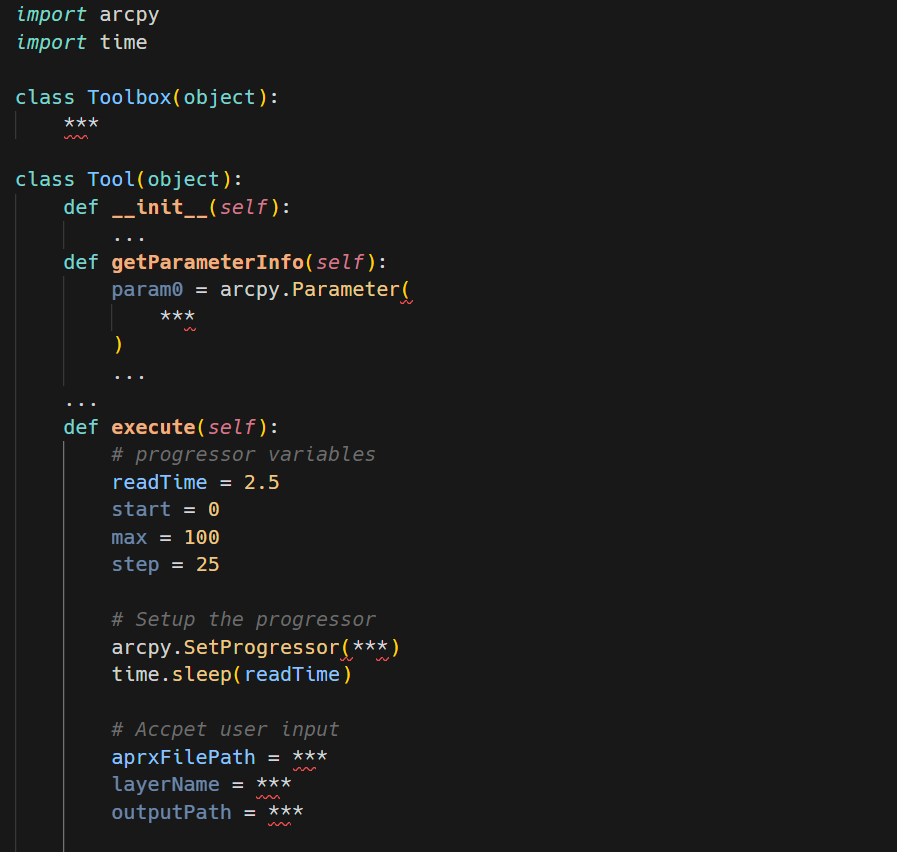 import arcpy
import time
class Toolbox(object):
***
class Tool(object):
def __init__(self):
...
def getParameterInfo(self):
param0 = arcpy.Parameter(
***
)
...
...
def execute(self):
# progressor variables
readTime = 2.5
start = 0
max = 100
step = 25
# Setup the progressor
arcpy.SetProgressor(***)
time.sleep(readTime)
# Accpet user input
aprxFilePath = ***
layerName = ***
outputPath = ***